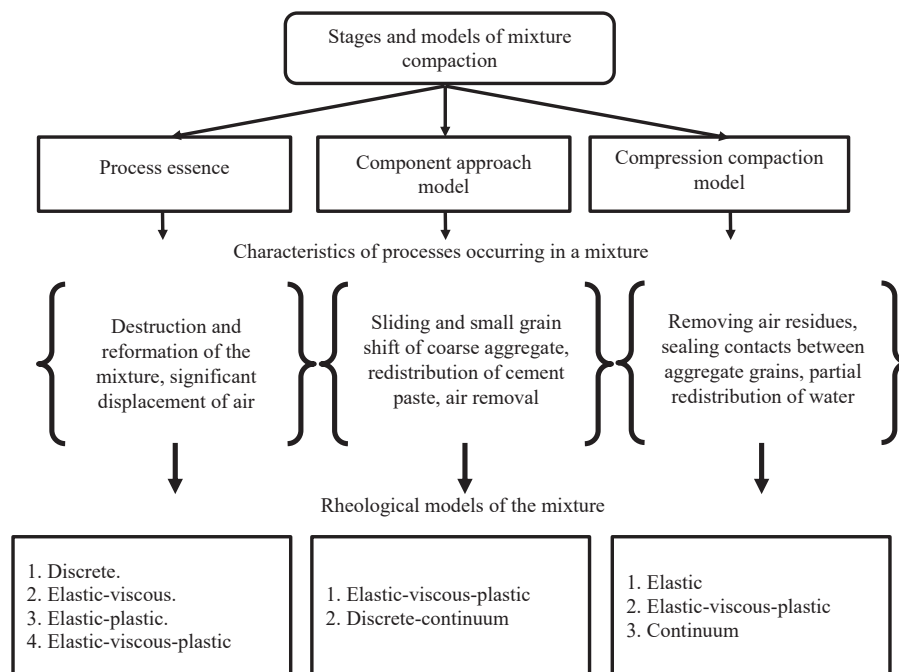 Stages and models of mixture
compaction
Process essence
Component approach
model
Compression compaction
model
Characteristics of processes occurring in a mixture
Destruction and
reformation of the
mixture, significant
displacement of air
Sliding and small grain
shift of coarse aggregate,
redistribution of cement
paste, air removal
Removing air residues,
sealing contacts between
aggregate grains, partial
redistribution of water
Rheological models of the mixture
1. Discrete.
2. Elastic-viscous.
3. Elastic-plastic.
4. Elastic-viscous-plastic
1. Elastic-viscous-plastic
2. Discrete-continuum
1. Elastic
2. Elastic-viscous-plastic
3. Continuum